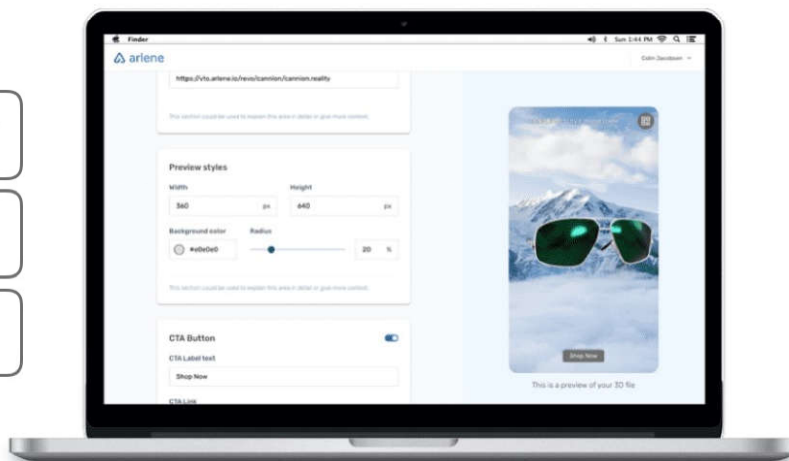 Finder
Sun 1:44 PM
arlene
Colin Jacobsen
https://vto.arlene.io/revo/cannion/cannion.reality
This section could be used to explain this area in detail or give more context.
Preview styles
Width
Height
360
px
640
px
Background color
Radius
#e0e0e0
20
%
This section could be used to explain this area in detail or give more context.
CTA Button
CTA Label text
Shop Now
CTA Link
Shop Now
This is a preview of your 3D file